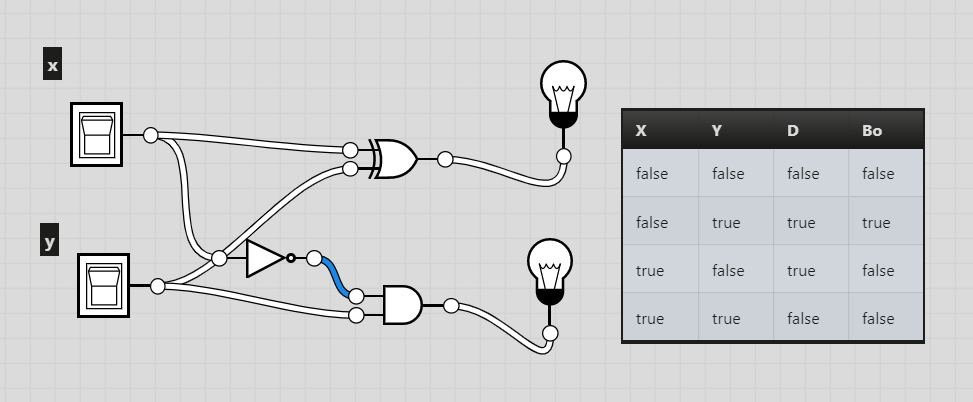 x
y
X Y D Bo
false false false false
false true true true
true false true false
true true false false